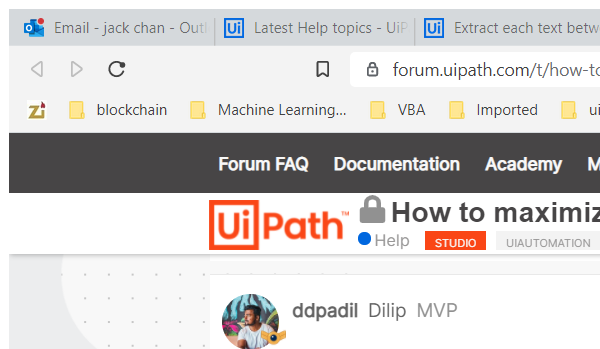 Email - jack chan - Outl
Latest Help topics - UiP
Extract each text betw
forum.uipath.com/t/how-to
blockchain
Machine Learning...
VBA
Imported
ui
Forum FAQ
Documentation
Academy
M
UiPath™
How to maximiz
Help
STUDIO
UIAUTOMATION
ddpadil Dilip MVP